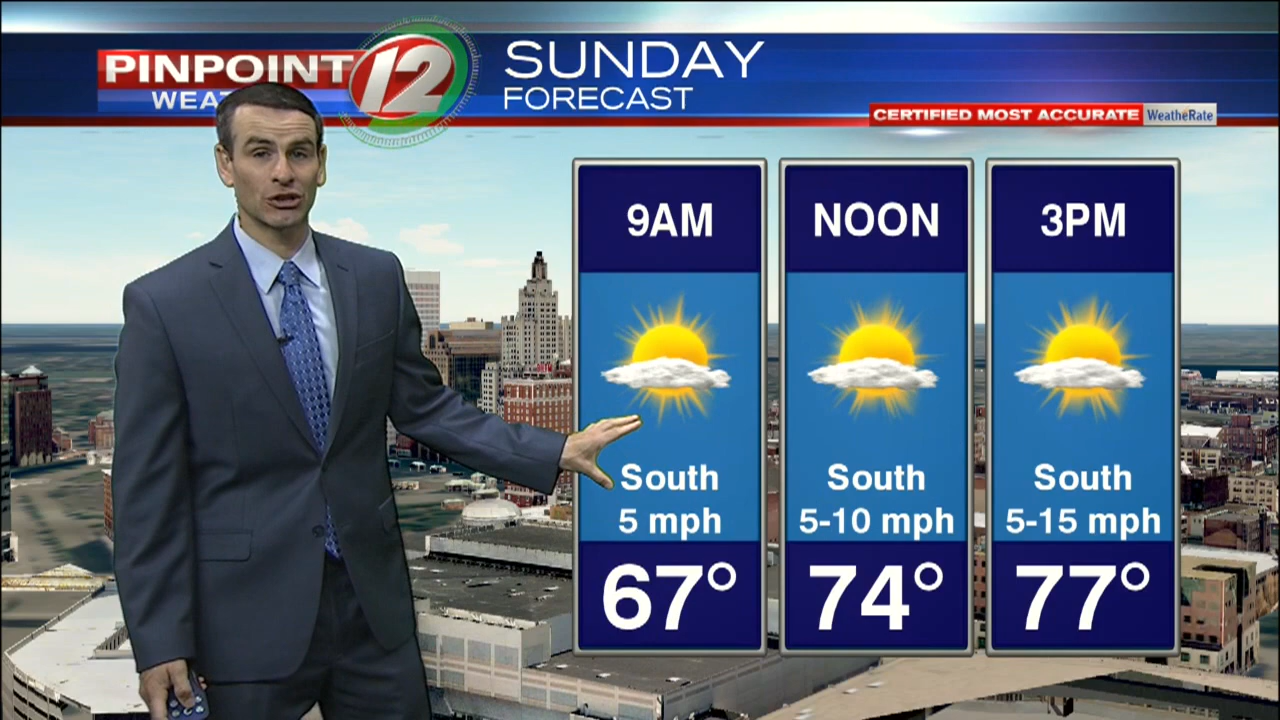 PINPOINT
WEAT
12
SUNDAY
FORECAST
CERTIFIED MOST ACCURATE
WeatheRate
9AM
South
5 mph
67°
NOON
South
5-10 mph
74°
3PM
South
5-15 mph
77°